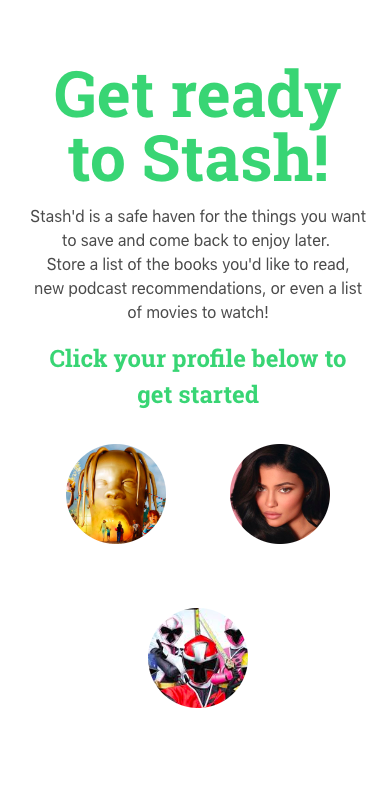 Get ready
to Stash!
Stash'd is a safe haven for the things you want
to save and come back to enjoy later.
Store a list of the books you'd like to read,
new podcast recommendations, or even a list
of movies to watch!
Click your profile below to
get started